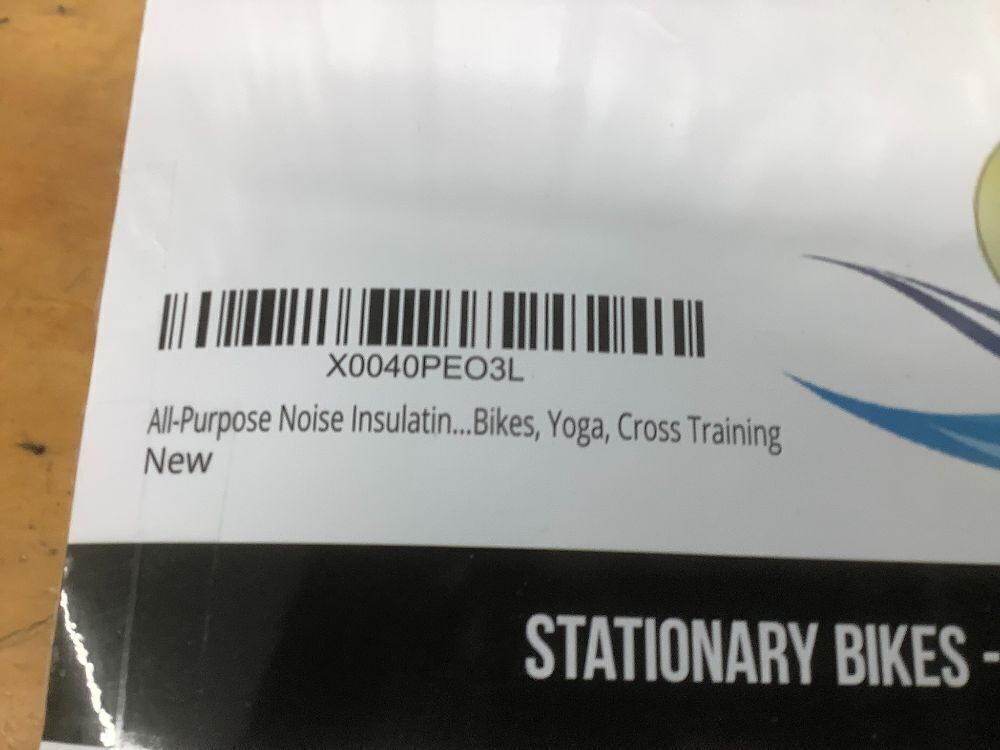 X0040PEO3L
All-Purpose Noise Insulatin...Bikes, Yoga, Cross Training
New
STATIONARY BIKES -